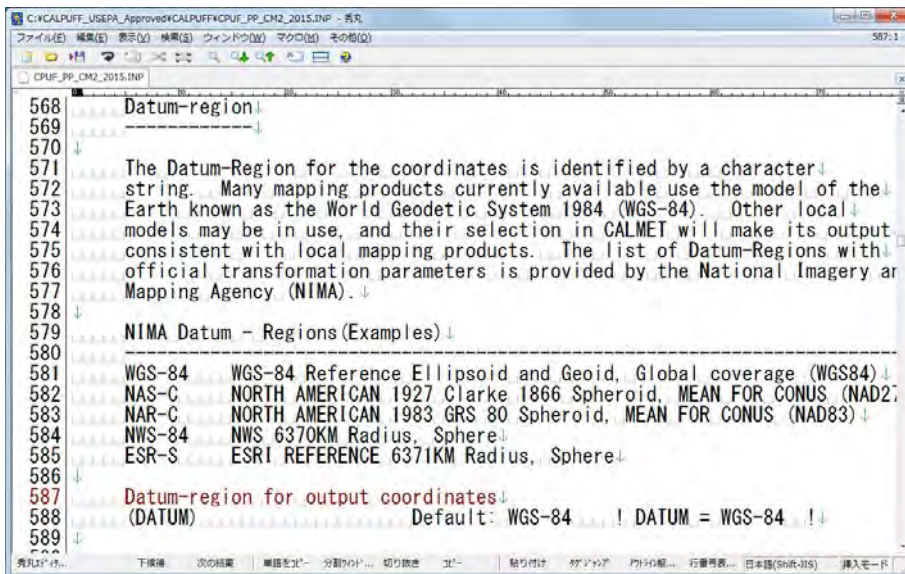 C:¥CALPUFF_USEPA_Approved¥CALPUFF¥CPUF_PP_CM2_2015.INP - 秀丸
ファイル(F) 編集(E) 表示(V) 検索(S) ウィンドウ(W) マクロ(M) その他(O)
587:1
CPUF_PP_CM2_2015.INP
568 Datum-region↓
569 -------------↓
570 ↓
571 The Datum-Region for the coordinates is identified by a character↓
572 string. Many mapping products currently available use the model of the↓
573 Earth known as the World Geodetic System 1984 (WGS-84). Other local↓
574 models may be in use, and their selection in CALMET will make its output
575 consistent with local mapping products. The list of Datum-Regions with↓
576 official transformation parameters is provided by the National Imagery an
577 Mapping Agency (NIMA).↓
578 ↓
579 NIMA Datum - Regions(Examples)↓
580 ------------------------------------------------------------------------
581 WGS-84 WGS-84 Reference Ellipsoid and Geoid, Global coverage (WGS84)↓
582 NAS-C NORTH AMERICAN 1927 Clarke 1866 Spheroid, MEAN FOR CONUS (NAD27
583 NAR-C NORTH AMERICAN 1983 GRS 80 Spheroid, MEAN FOR CONUS (NAD83)↓
584 NWS-84 NWS 6370KM Radius, Sphere↓
585 ESR-S ESRI REFERENCE 6371KM Radius, Sphere↓
586 ↓
587 Datum-region for output coordinates↓
588 (DATUM) Default: WGS-84 ! DATUM = WGS-84 !↓
589 ↓
下候補 次の結果 単語をコピー 分割ウィンド... 切り抜き コピー 貼り付け 行番号表... 日本語(Shift-JIS) 挿入モード